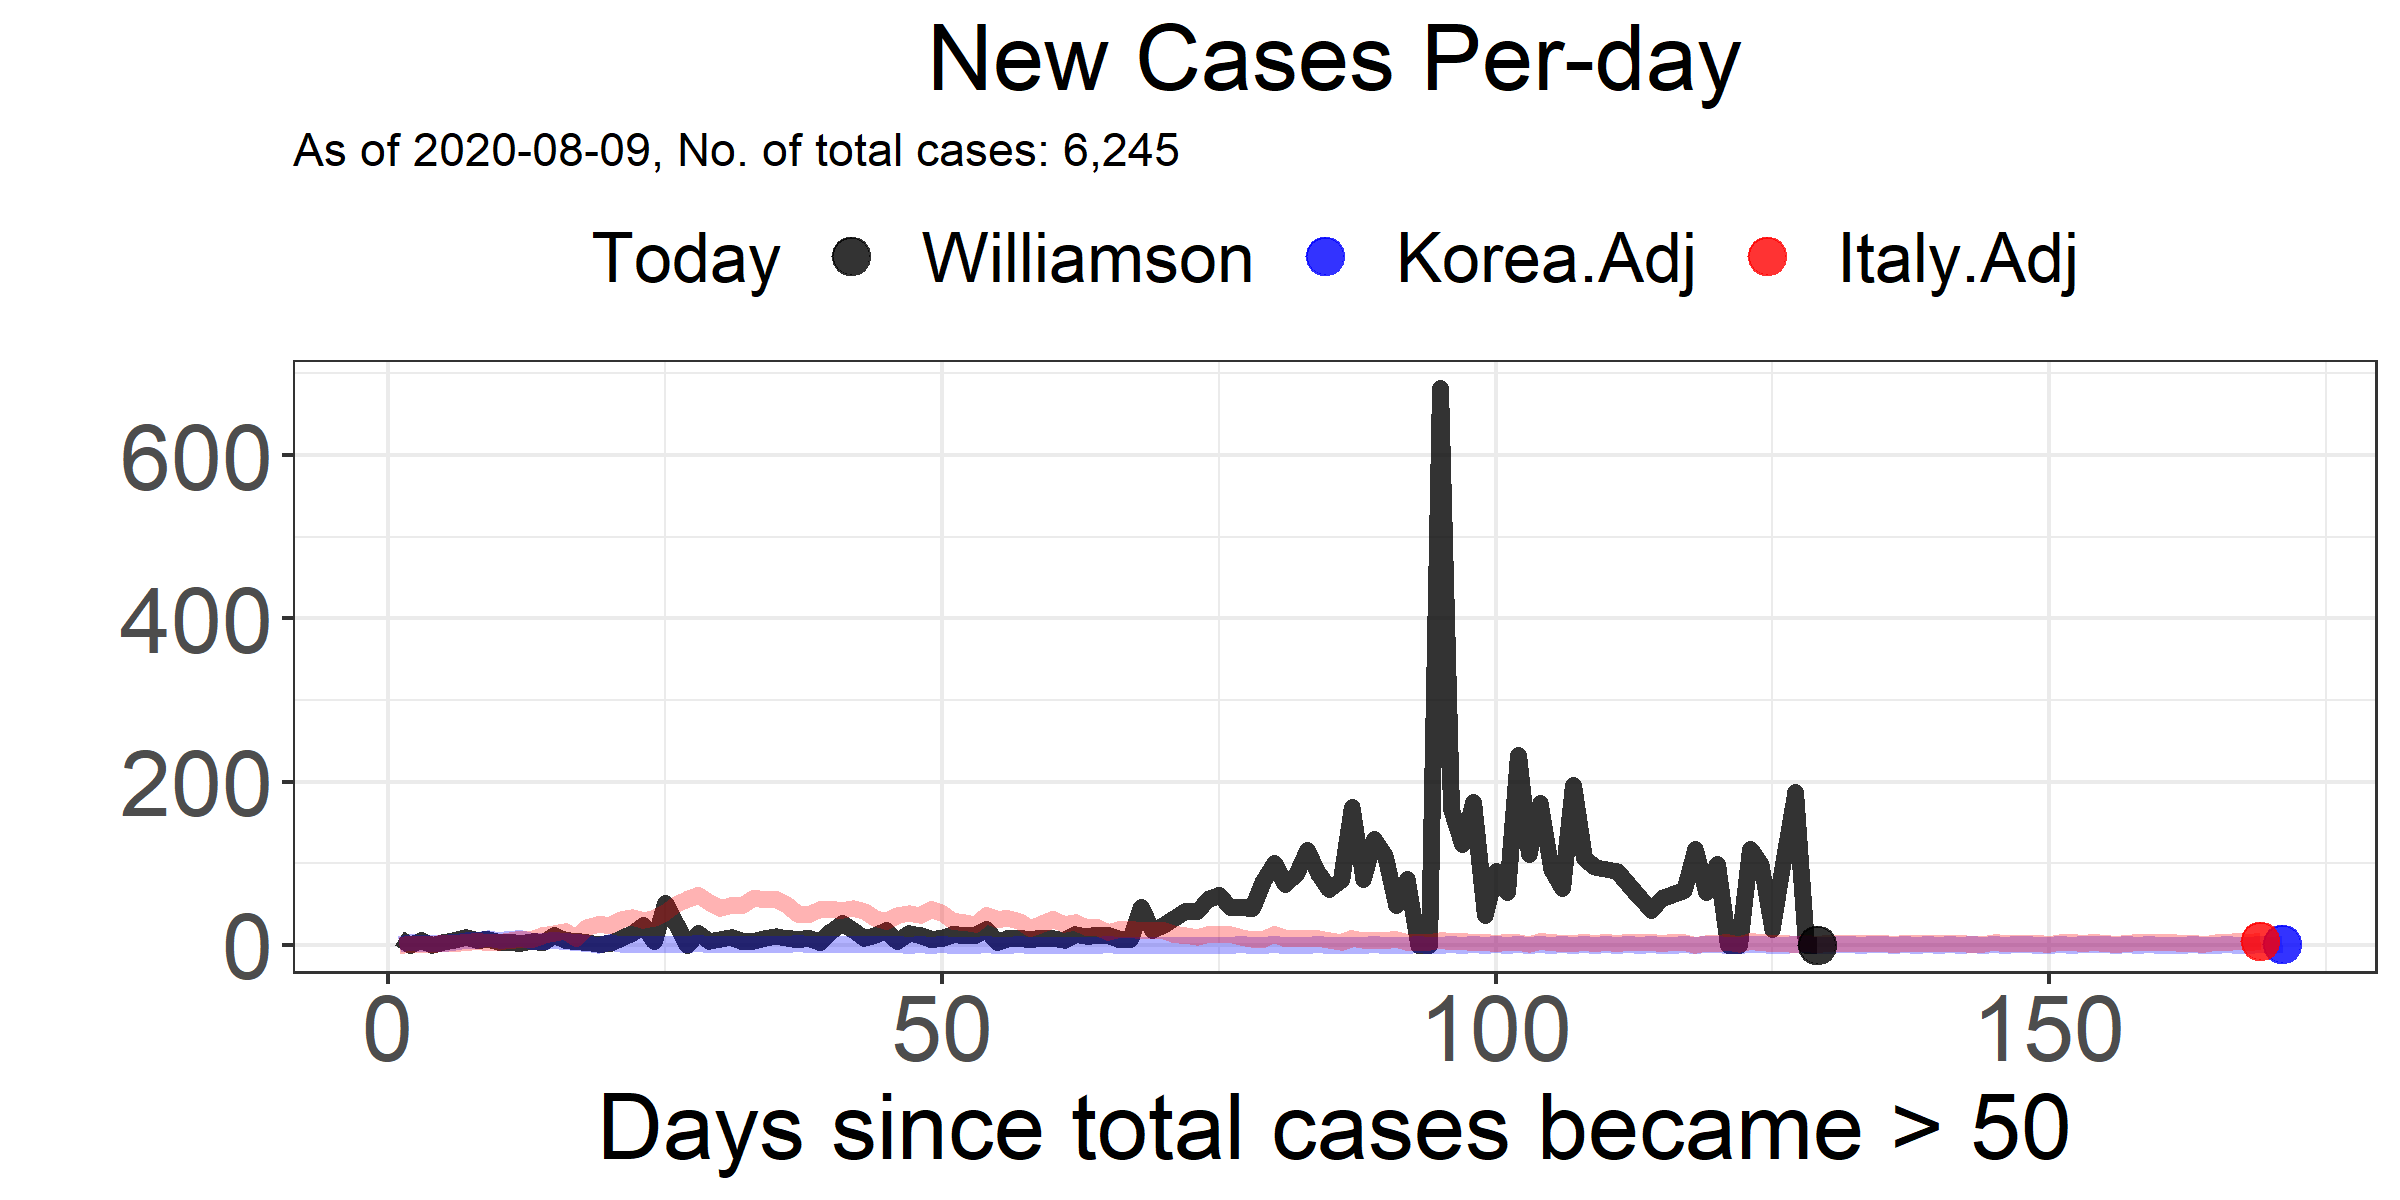 New Cases Per-day
As of 2020-08-09, No. of total cases: 6,245
Today Williamson Korea.Adj Italy.Adj
600
400
200
0
0 50 100 150
Days since total cases became > 50